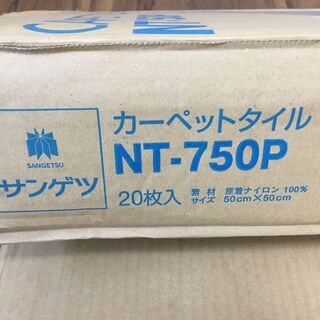 カーペットタイル
SANGETSU
サンゲツ
NT-750P
20枚入
素材 原着ナイロン 100%
サイズ 50cm×50cm